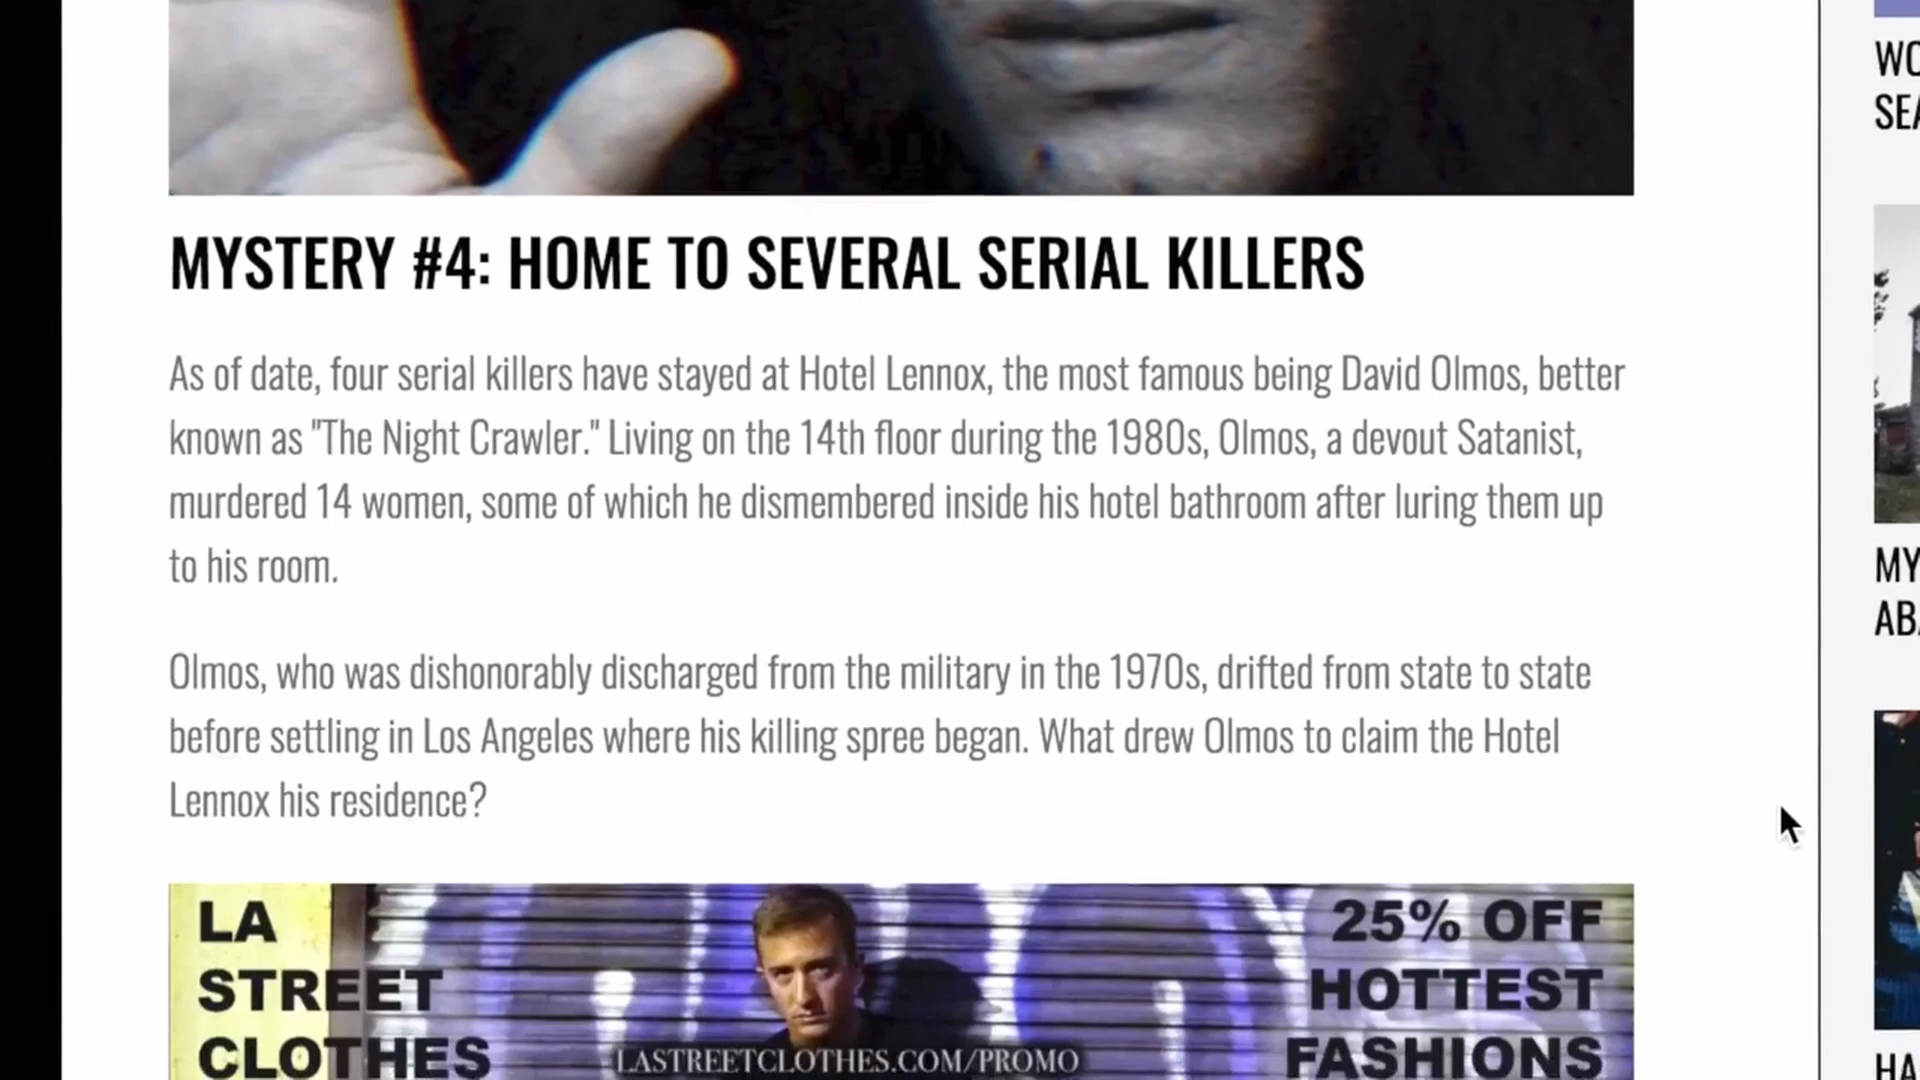 MYSTERY #4: HOME TO SEVERAL SERIAL KILLERS
As of date, four serial killers have stayed at Hotel Lennox, the most famous being David Olmos, better
known as "The Night Crawler." Living on the 14th floor during the 1980s, Olmos, a devout Satanist,
murdered 14 women, some of which he dismembered inside his hotel bathroom after luring them up
to his room.
Olmos, who was dishonorably discharged from the military in the 1970s, drifted from state to state
before settling in Los Angeles where his killing spree began. What drew Olmos to claim the Hotel
Lennox his residence?
LA
STREET
CLOTHES
LASTREETCLOTHES.COM/PROMO
25% OFF
HOTTEST
FASHIONS